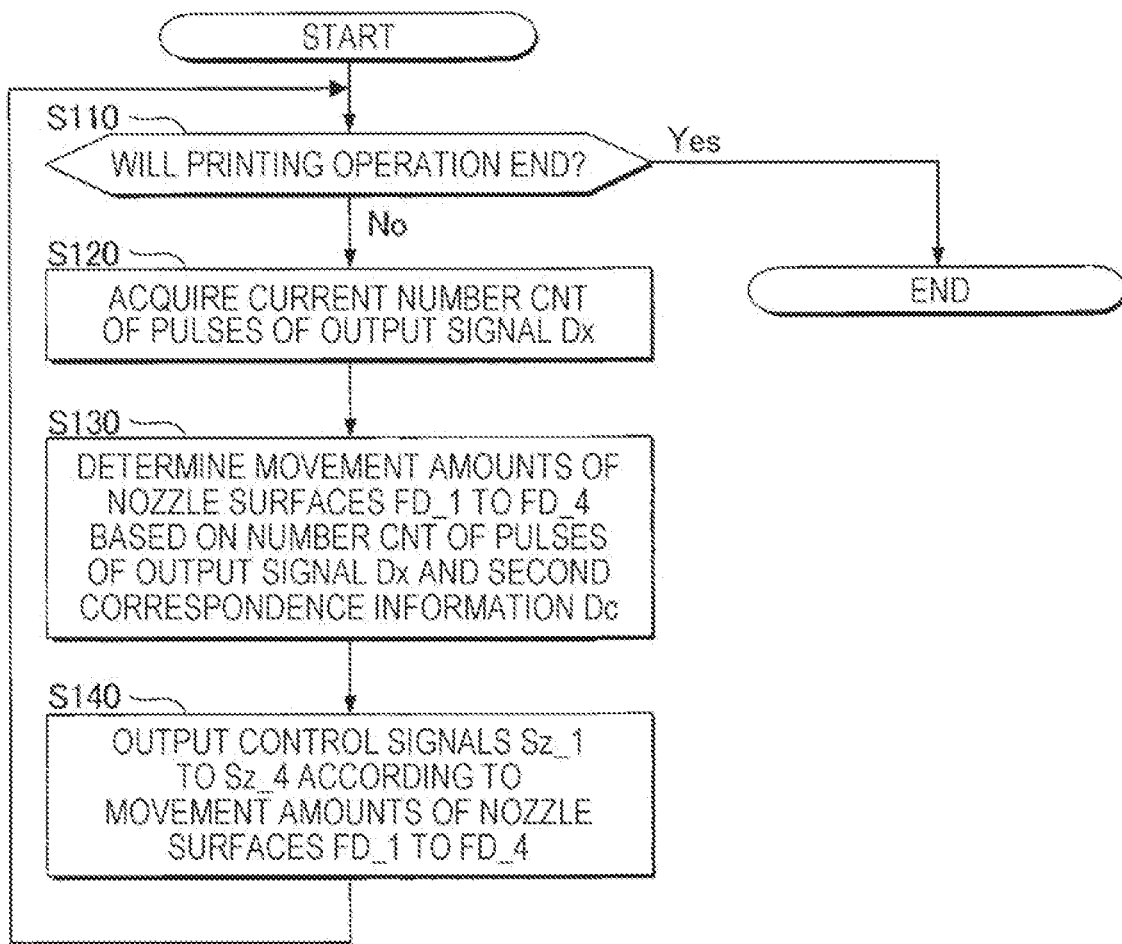 START
S110
WILL PRINTING OPERATION END?
Yes
No
S120
ACQUIRE CURRENT NUMBER CNT
OF PULSES OF OUTPUT SIGNAL Dx
END
S130
DETERMINE MOVEMENT AMOUNTS OF
NOZZLE SURFACES FD_1 TO FD_4
BASED ON NUMBER CNT OF PULSES
OF OUTPUT SIGNAL Dx AND SECOND
CORRESPONDENCE INFORMATION Dc
S140
OUTPUT CONTROL SIGNALS Sz_1
TO Sz_4 ACCORDING TO
MOVEMENT AMOUNTS OF NOZZLE
SURFACES FD_1 TO FD_4